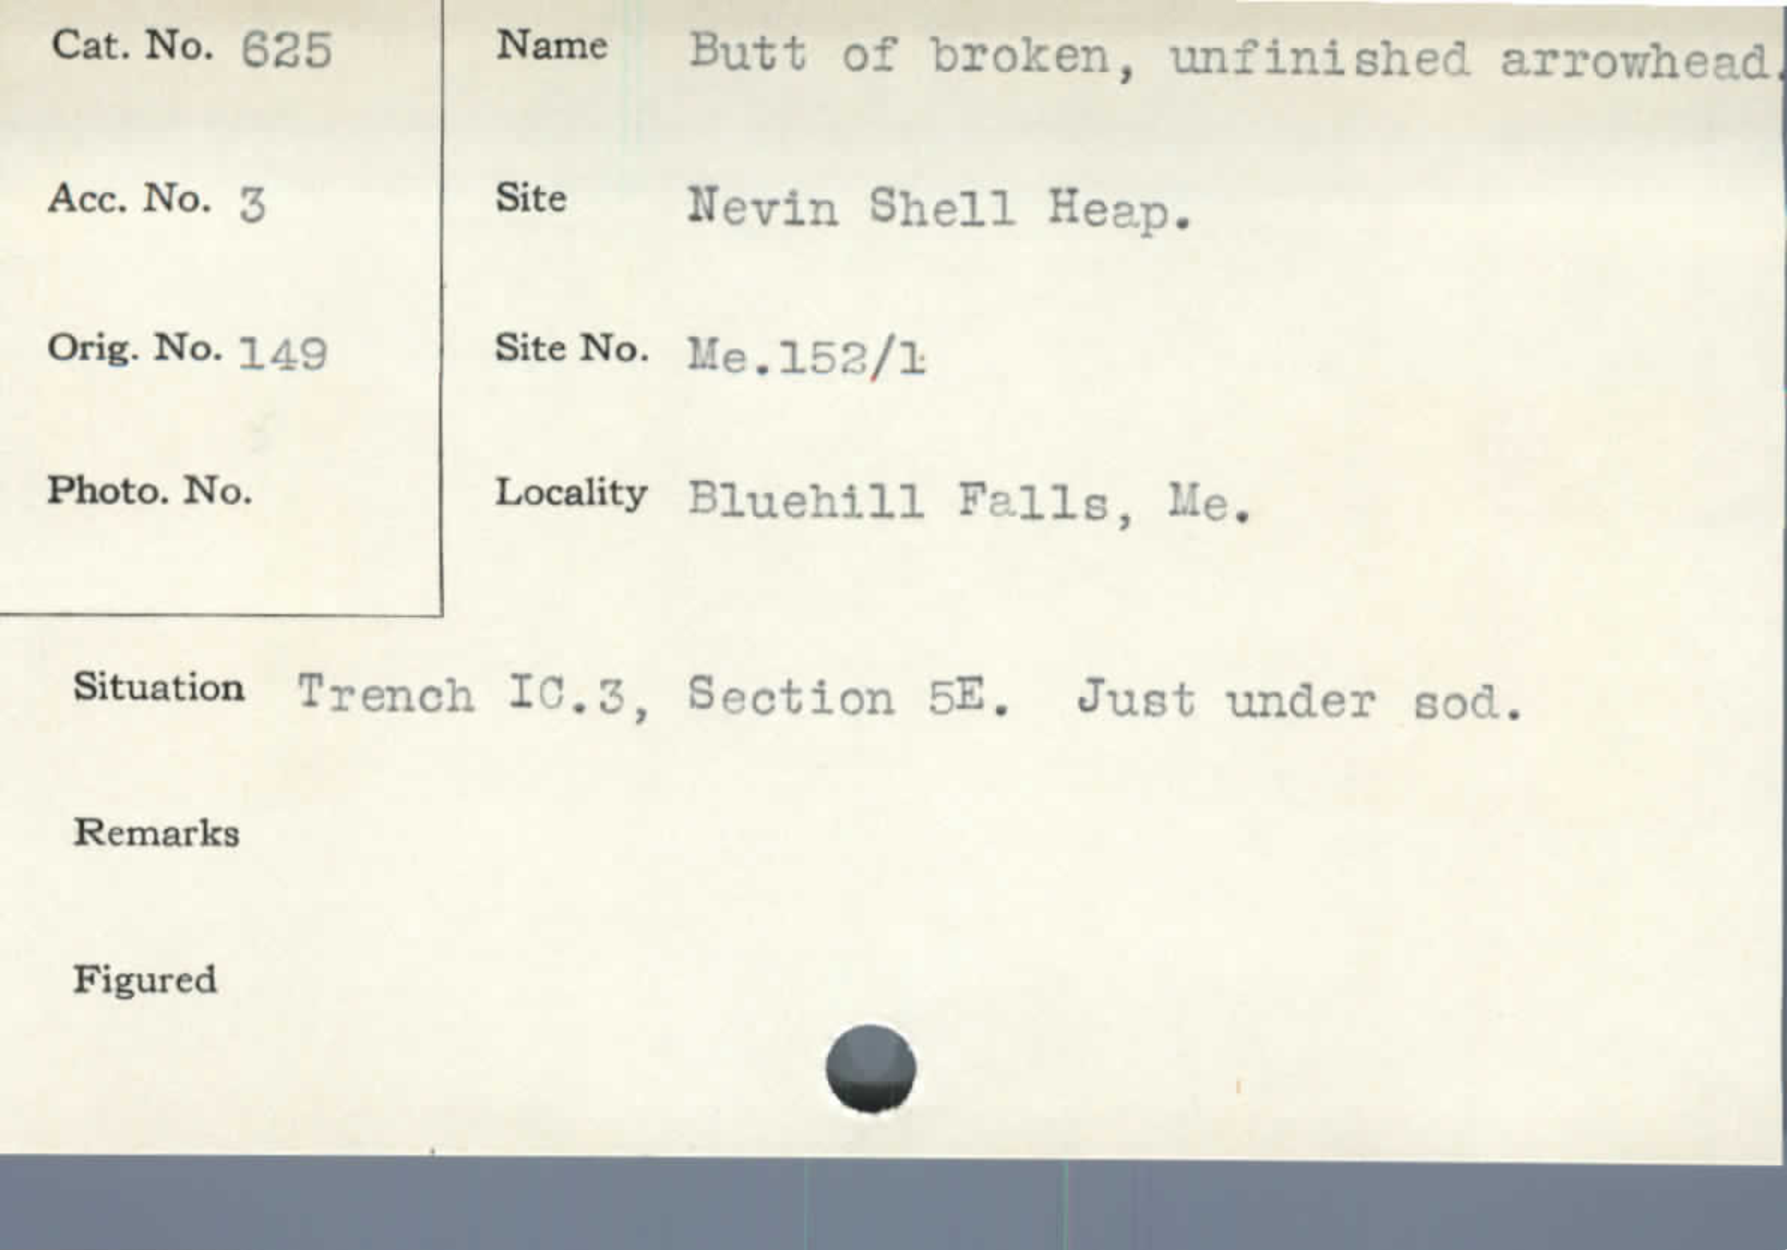 Cat. No. 625
Name Butt of broken, unfinished arrowhead.
Acc. No. 3
Site Nevin Shell Heap.
Orig. No. 149
Site No. Me.152/1
Photo. No.
Locality Bluehill Falls, Me.
Situation Trench IC.3, Section 5E. Just under sod.
Remarks
Figured